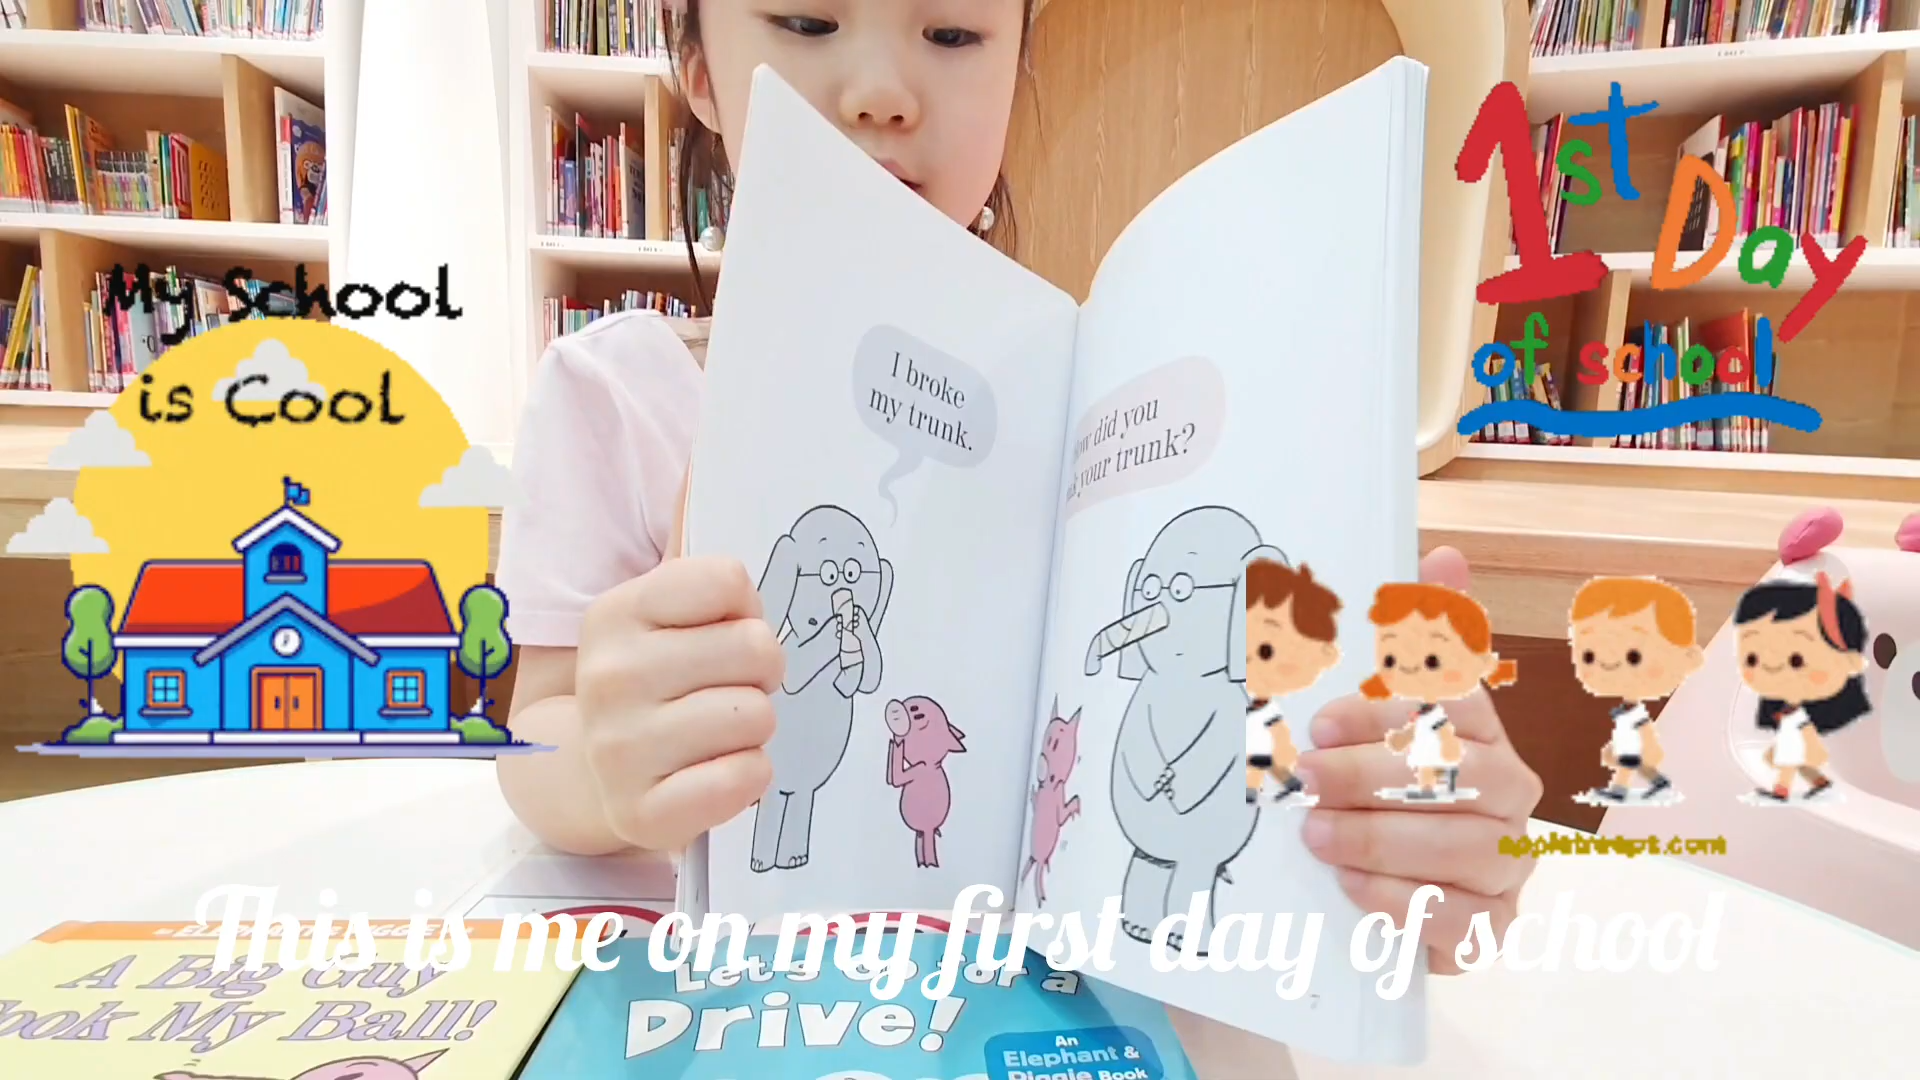 My School
is Cool
1st
Day
of school
I broke
my trunk.
did you
your trunk?
This is me on my first day of school
A Big Guy
My Ball!
Let's Go for a
Drive!
An
Elephant &
Piggie Book
7